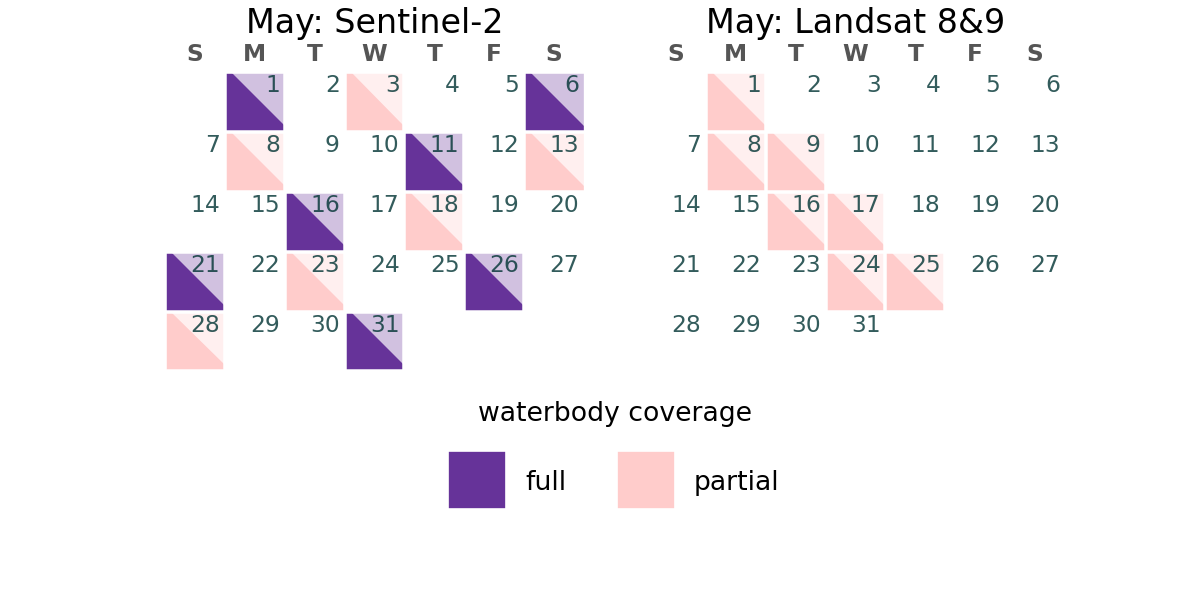 May: Sentinel-2
S M T W T F S
1 2 3 4 5 6
7 8 9 10 11 12 13
14 15 16 17 18 19 20
21 22 23 24 25 26 27
28 29 30 31
May: Landsat 8&9
S M T W T F S
1 2 3 4 5 6
7 8 9 10 11 12 13
14 15 16 17 18 19 20
21 22 23 24 25 26 27
28 29 30 31
waterbody coverage
full
partial